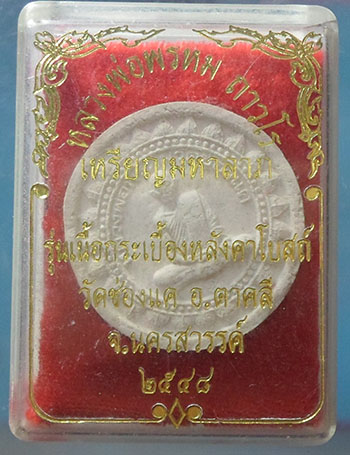 หลวงพ่อพรหม ถาวโร
เหรียญมหาลาภ
รุ่นเนื้อกระเบื้องหลังคาโบสถ์
วัดช่องแค อ.ตาคลี
จ.นครสวรรค์
๒๕๔๘